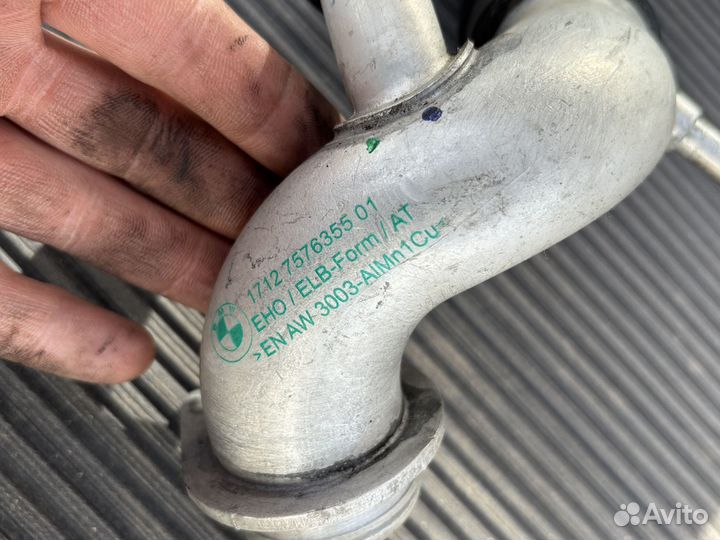 1712 7576355 01
EHO / ELB-Form / AT
>EN AW 3003-AlMn1Cu<
Avito